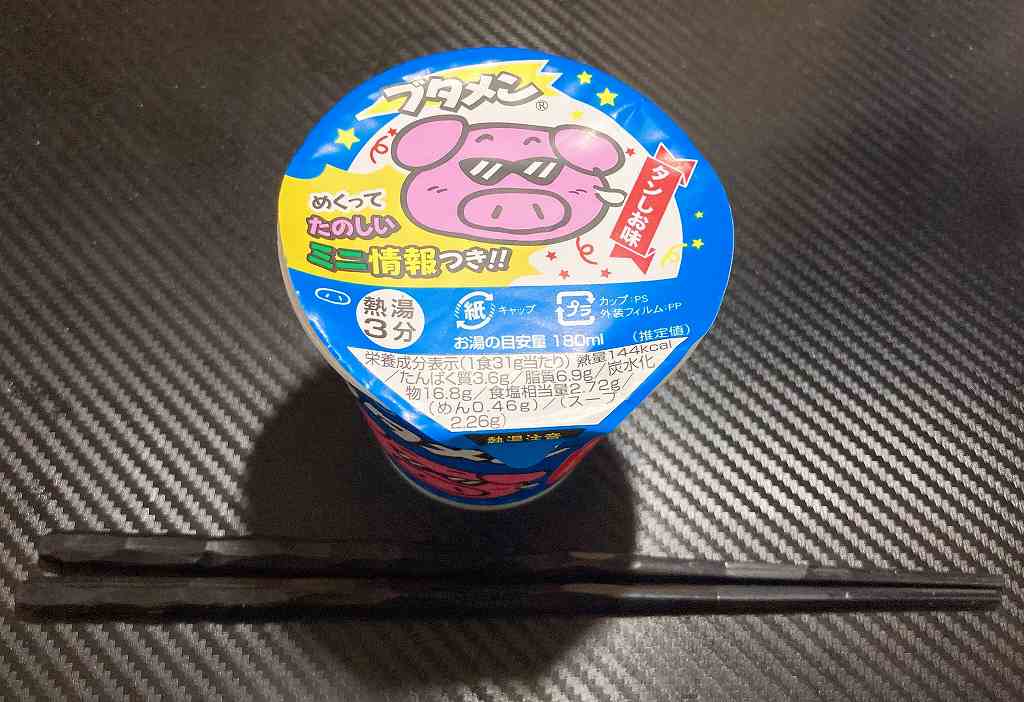 ブタメン®
めくって
たのしい
ミニ情報つき!!
タンしお味
熱湯
3分
紙 キャップ
プラ カップ:PS
外装フィルム:PP
お湯の目安量 180ml
(推定値)
栄養成分表示(1食31g当たり) 熱量144kcal
/たんぱく質3.6g/脂質6.9g/炭水化
物16.8g/食塩相当量2.72g/
(めん0.46g)/(スープ
2.26g)
熱湯注意
ブタメン